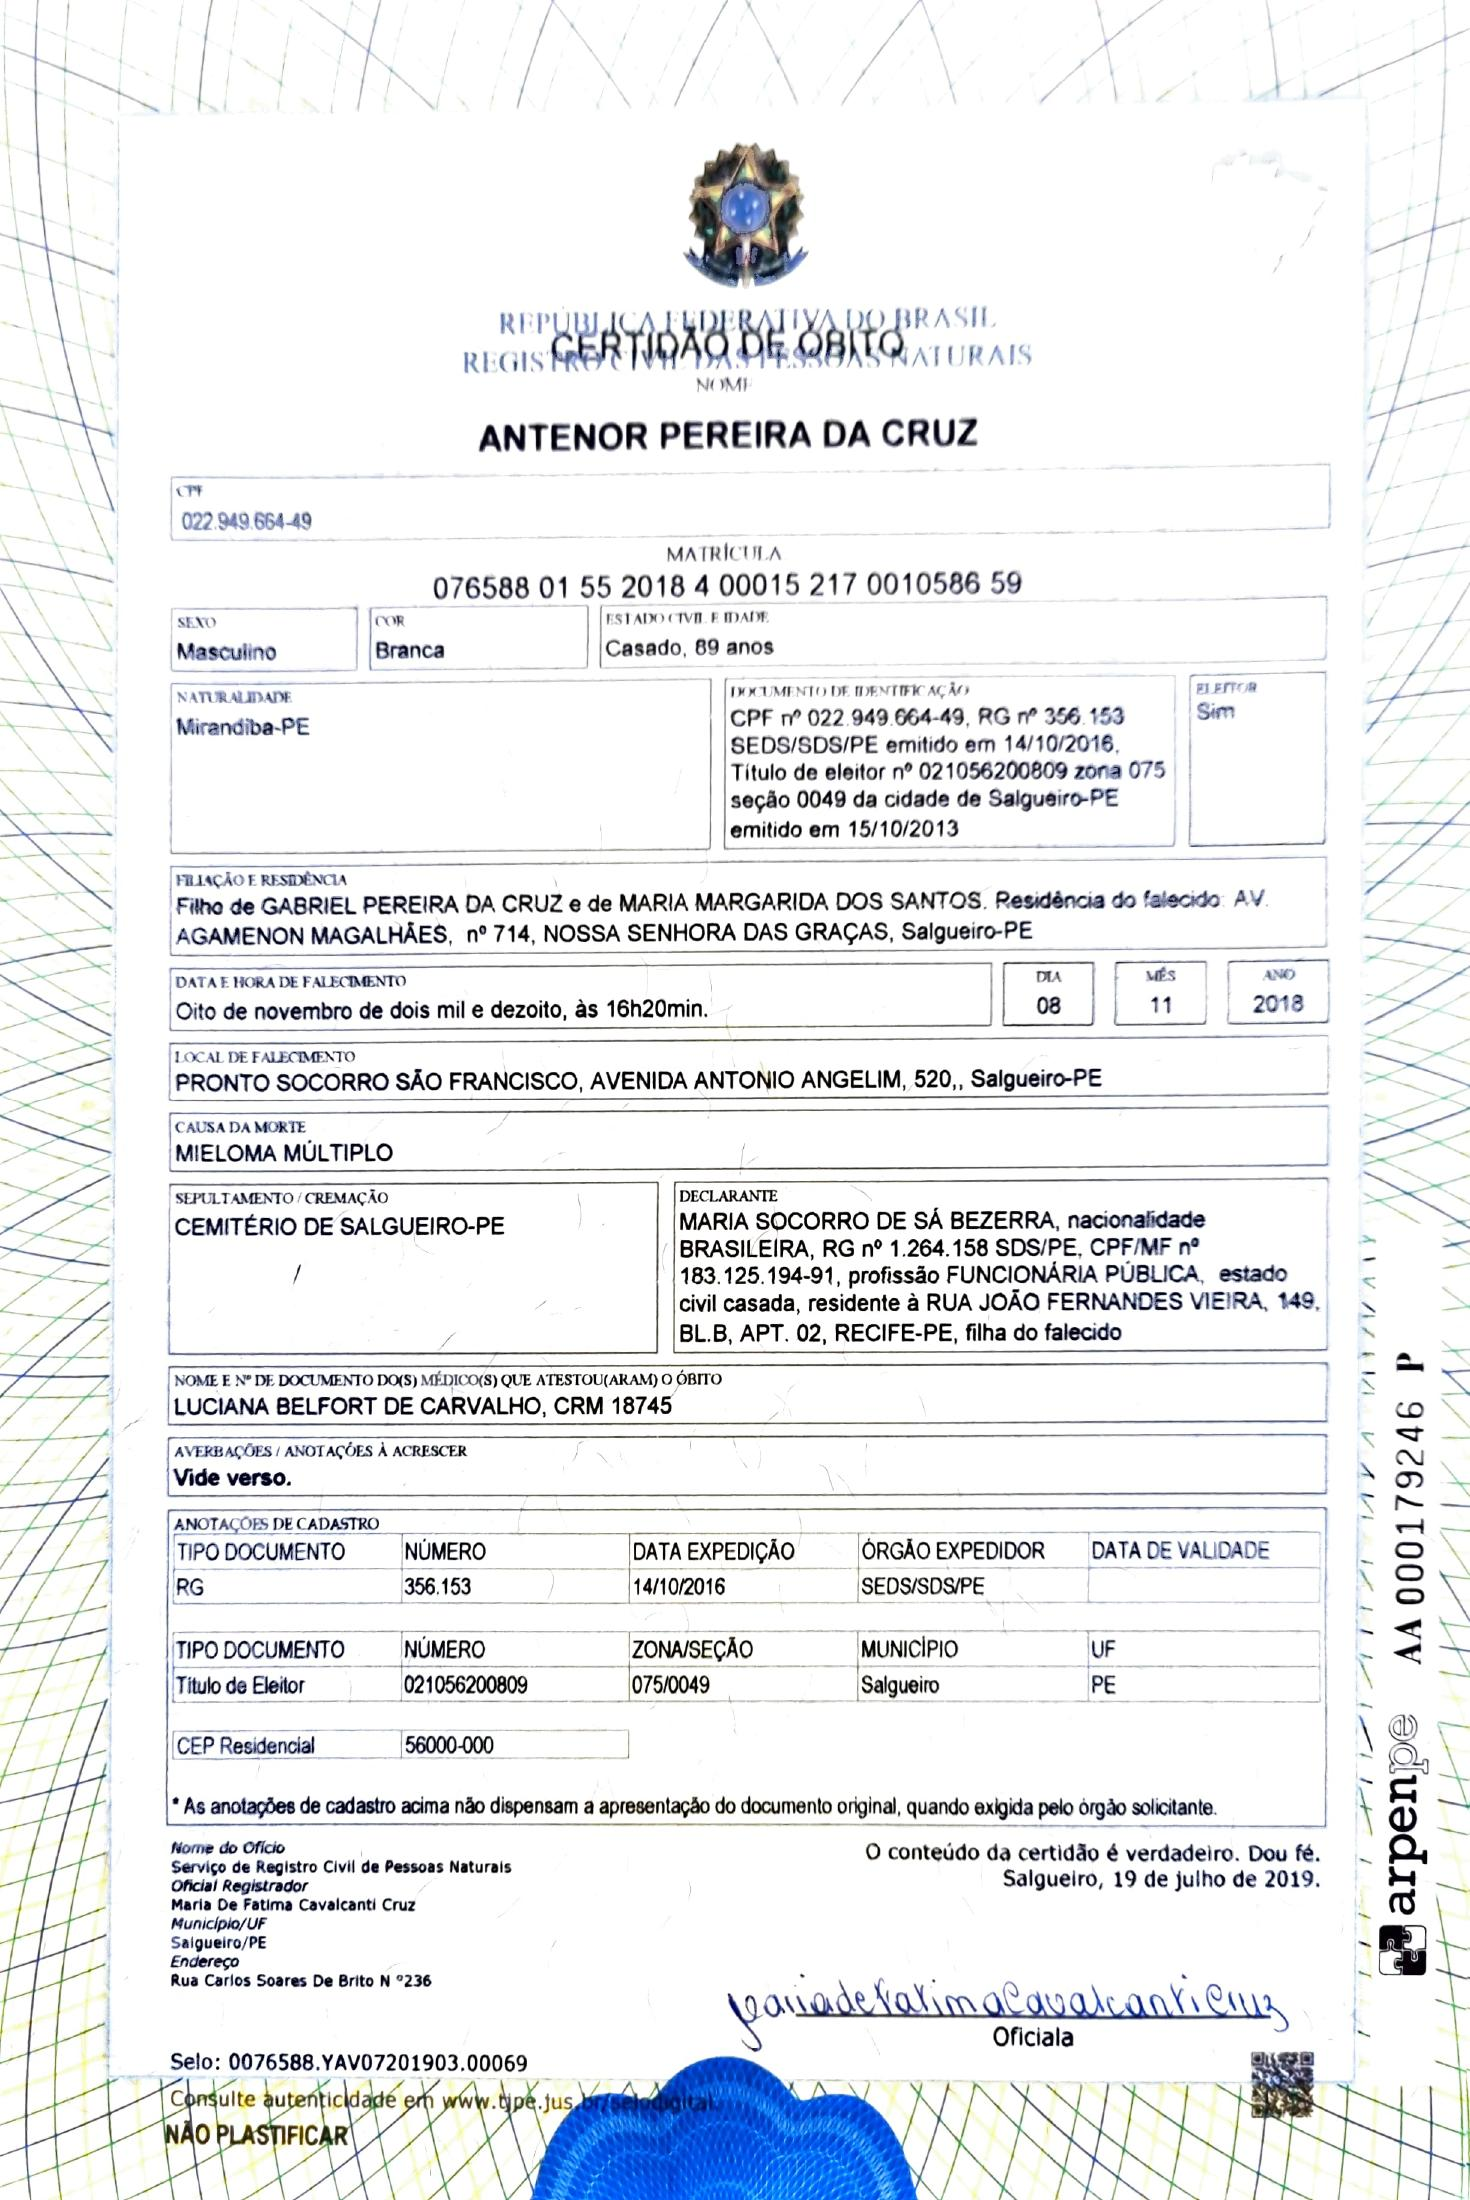 REPÚBLICA FEDERATIVA DO BRASIL
CERTIDÃO DE ÓBITO
REGISTRO CIVIL DAS PESSOAS NATURAIS
NOME
ANTENOR PEREIRA DA CRUZ
CPF
022.949.664-49
MATRÍCULA
076588 01 55 2018 4 00015 217 0010586 59
SEXO COR ESTADO CIVIL E IDADE
Masculino Branca Casado, 89 anos
NATURALIDADE
Mirandiba-PE
DOCUMENTO DE IDENTIFICAÇÃO
CPF nº 022.949.664-49, RG nº 356.153
SEDS/SDS/PE emitido em 14/10/2016,
Título de eleitor nº 021056200809 zona 075
seção 0049 da cidade de Salgueiro-PE
emitido em 15/10/2013
ELEITOR
Sim
FILIAÇÃO E RESIDÊNCIA
Filho de GABRIEL PEREIRA DA CRUZ e de MARIA MARGARIDA DOS SANTOS. Residência do falecido: AV.
AGAMENON MAGALHÃES, nº 714, NOSSA SENHORA DAS GRAÇAS, Salgueiro-PE
DATA E HORA DE FALECIMENTO DIA MÊS ANO
Oito de novembro de dois mil e dezoito, às 16h20min. 08 11 2018
LOCAL DE FALECIMENTO
PRONTO SOCORRO SÃO FRANCISCO, AVENIDA ANTONIO ANGELIM, 520,, Salgueiro-PE
CAUSA DA MORTE
MIELOMA MÚLTIPLO
SEPULTAMENTO / CREMAÇÃO
CEMITÉRIO DE SALGUEIRO-PE
DECLARANTE
MARIA SOCORRO DE SÁ BEZERRA, nacionalidade
BRASILEIRA, RG nº 1.264.158 SDS/PE, CPF/MF nº
183.125.194-91, profissão FUNCIONÁRIA PÚBLICA, estado
civil casada, residente à RUA JOÃO FERNANDES VIEIRA, 149,
BL.B, APT. 02, RECIFE-PE, filha do falecido
NOME E Nº DE DOCUMENTO DO(S) MÉDICO(S) QUE ATESTOU(ARAM) O ÓBITO
LUCIANA BELFORT DE CARVALHO, CRM 18745
AVERBAÇÕES / ANOTAÇÕES À ACRESCER
Vide verso.
ANOTAÇÕES DE CADASTRO
TIPO DOCUMENTO NÚMERO DATA EXPEDIÇÃO ÓRGÃO EXPEDIDOR DATA DE VALIDADE
RG 356.153 14/10/2016 SEDS/SDS/PE
TIPO DOCUMENTO NÚMERO ZONA/SEÇÃO MUNICÍPIO UF
Título de Eleitor 021056200809 075/0049 Salgueiro PE
CEP Residencial 56000-000
* As anotações de cadastro acima não dispensam a apresentação do documento original, quando exigida pelo órgão solicitante.
Nome do Ofício
Serviço de Registro Civil de Pessoas Naturais
Oficial Registrador
Maria De Fatima Cavalcanti Cruz
Município/UF
Salgueiro/PE
Endereço
Rua Carlos Soares De Brito N º236
O conteúdo da certidão é verdadeiro. Dou fé.
Salgueiro, 19 de julho de 2019.
Maria de Fatima Cavalcanti Cruz
Oficiala
Selo: 0076588.YAV07201903.00069
Consulte autenticidade em www.tjpe.jus.br/selodigital.
NÃO PLASTIFICAR
AA 000179246 P
arpenpe